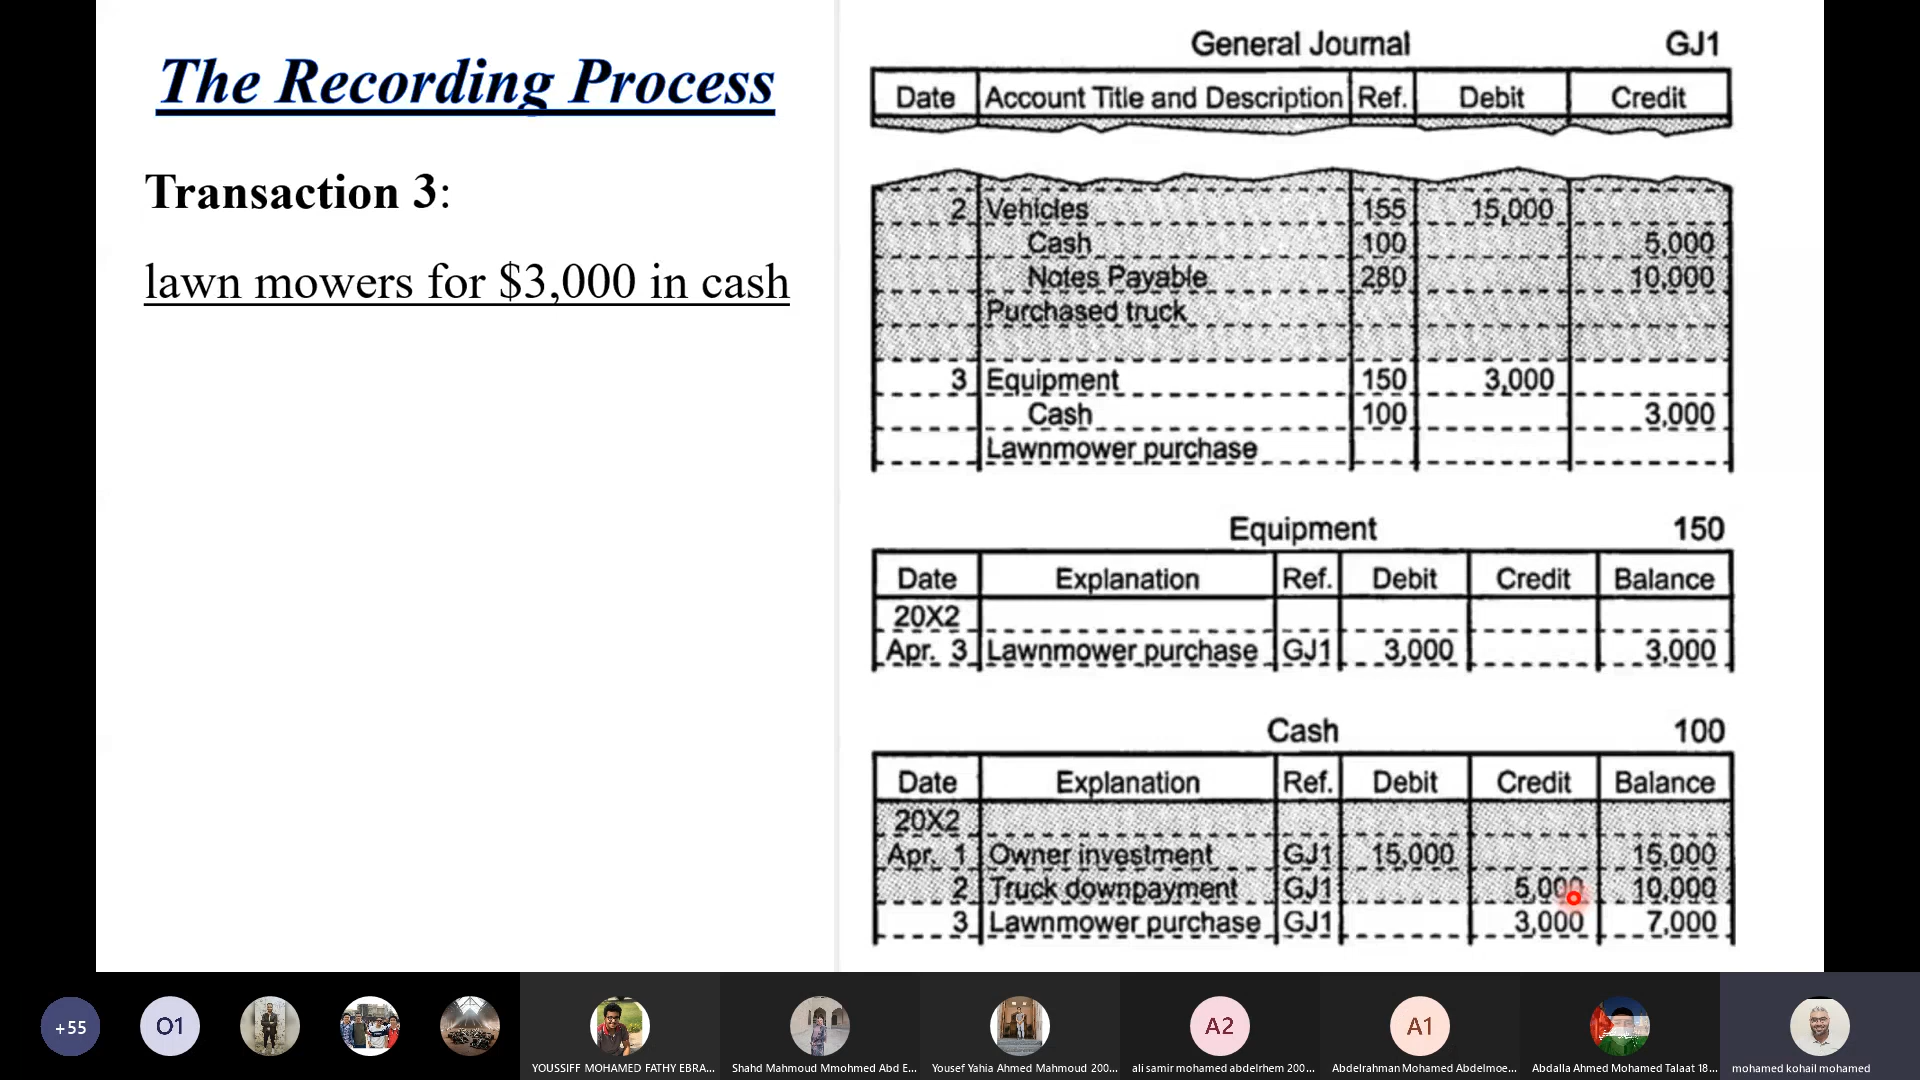 The Recording Process
Transaction 3:
lawn mowers for $3,000 in cash
General Journal GJ1
Date Account Title and Description Ref. Debit Credit
2 Vehicles 155 15,000
Cash 100 5,000
Notes Payable 280 10,000
Purchased truck
3 Equipment 150 3,000
Cash 100 3,000
Lawnmower purchase
Equipment 150
Date Explanation Ref. Debit Credit Balance
20X2
Apr. 3 Lawnmower purchase GJ1 3,000 3,000
Cash 100
Date Explanation Ref. Debit Credit Balance
20X2
Apr. 1 Owner investment GJ1 15,000 15,000
2 Truck downpayment GJ1 5,000 10,000
3 Lawnmower purchase GJ1 3,000 7,000
+55 O1 A2 A1
YOUSSIFF MOHAMED FATHY EBRA... Shahd Mahmoud Mmohmed Abd E... Yousef Yahia Ahmed Mahmoud 200... ali samir mohamed abdelrhem 200... Abdelrahman Mohamed Abdelmoe... Abdalla Ahmed Mohamed Talaat 18... mohamed kohail mohamed